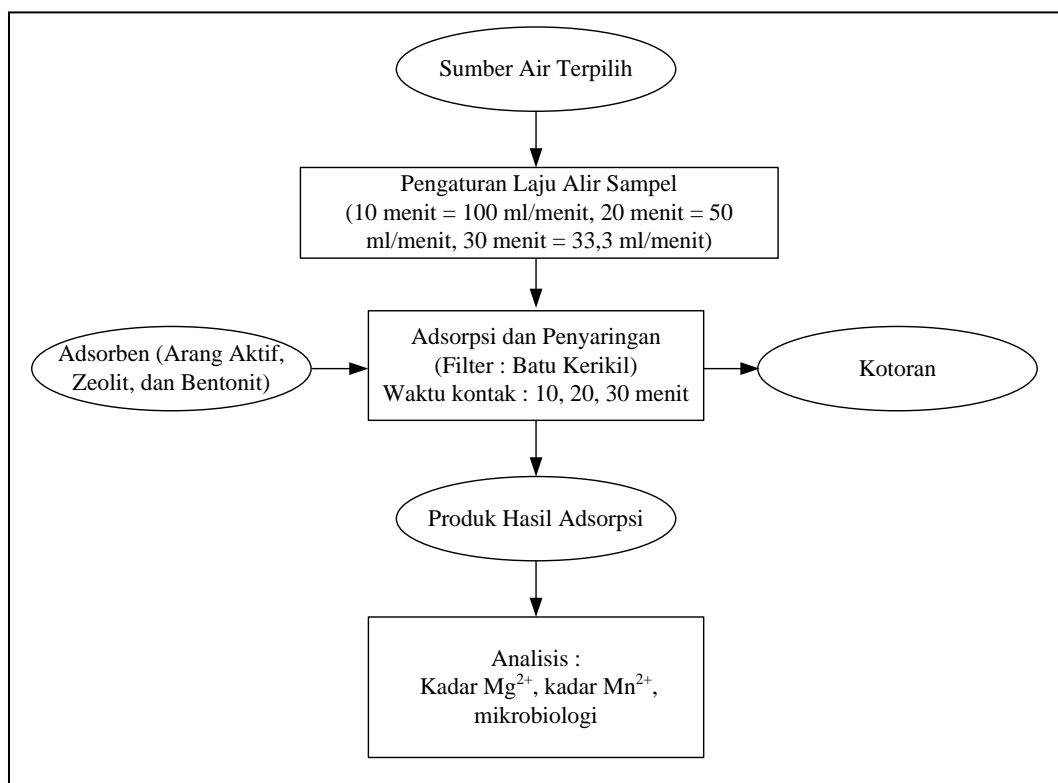 Sumber Air Terpilih
Pengaturan Laju Alir Sampel
(10 menit = 100 ml/menit, 20 menit = 50
ml/menit, 30 menit = 33,3 ml/menit)
Adsorben (Arang Aktif,
Zeolit, dan Bentonit)
Adsorpsi dan Penyaringan
(Filter : Batu Kerikil)
Waktu kontak : 10, 20, 30 menit
Kotoran
Produk Hasil Adsorpsi
Analisis :
Kadar Mg²⁺, kadar Mn²⁺,
mikrobiologi